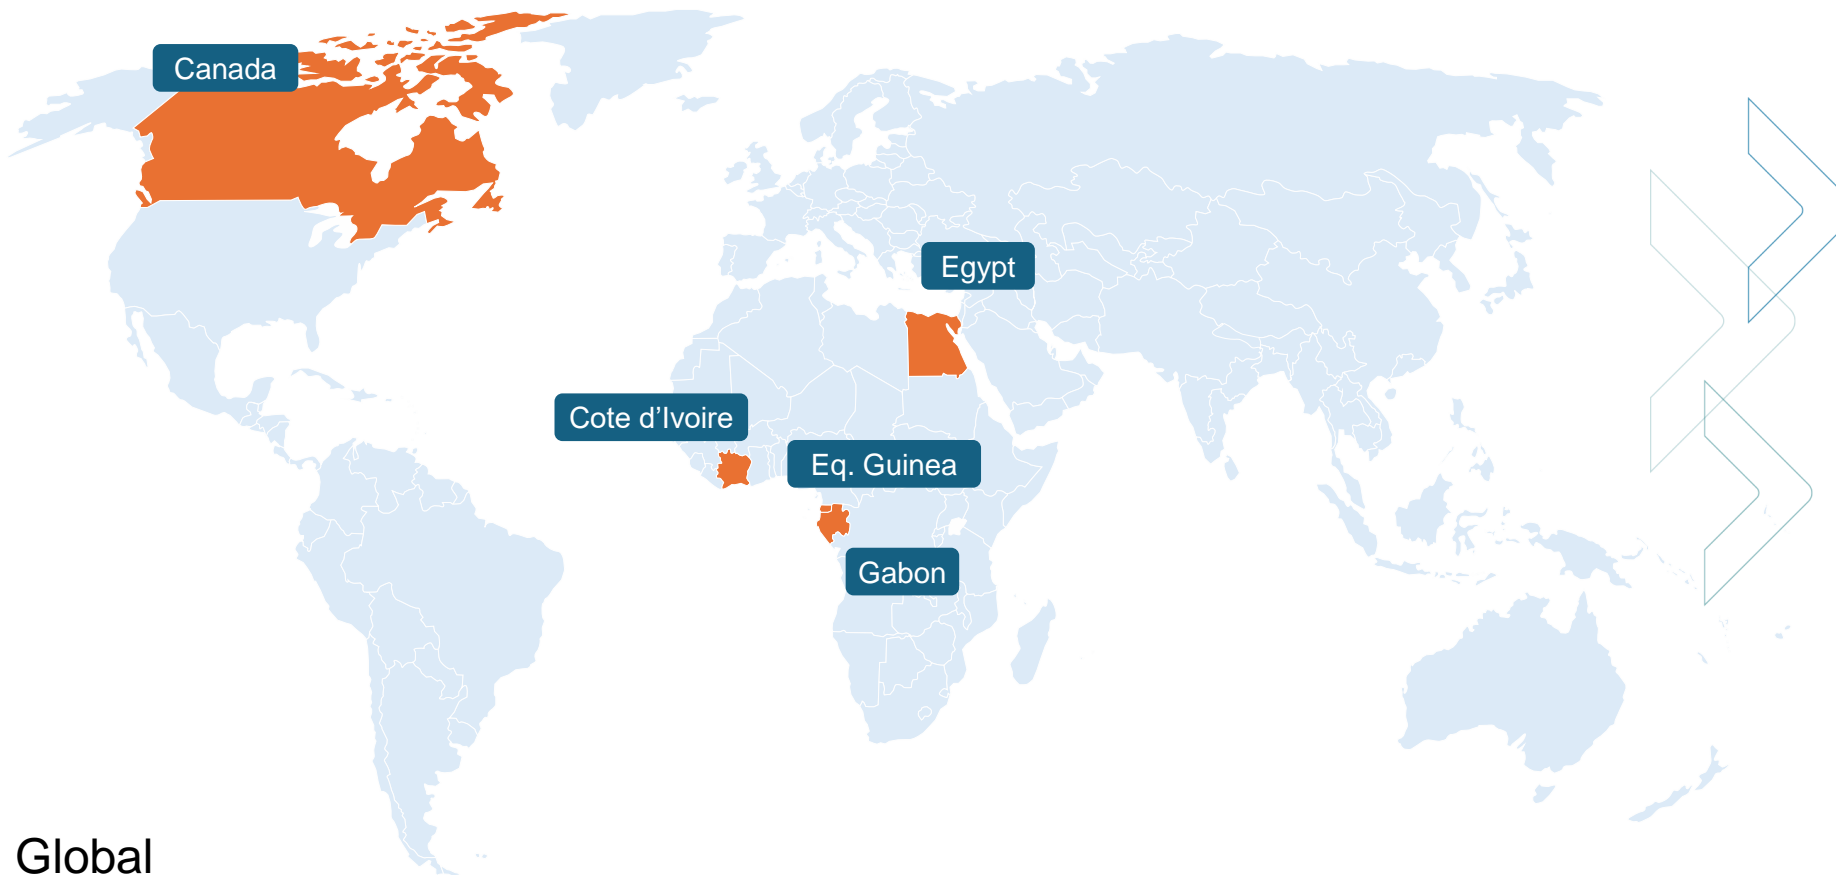 Canada
Egypt
Cote d’Ivoire
Eq. Guinea
Gabon
Global